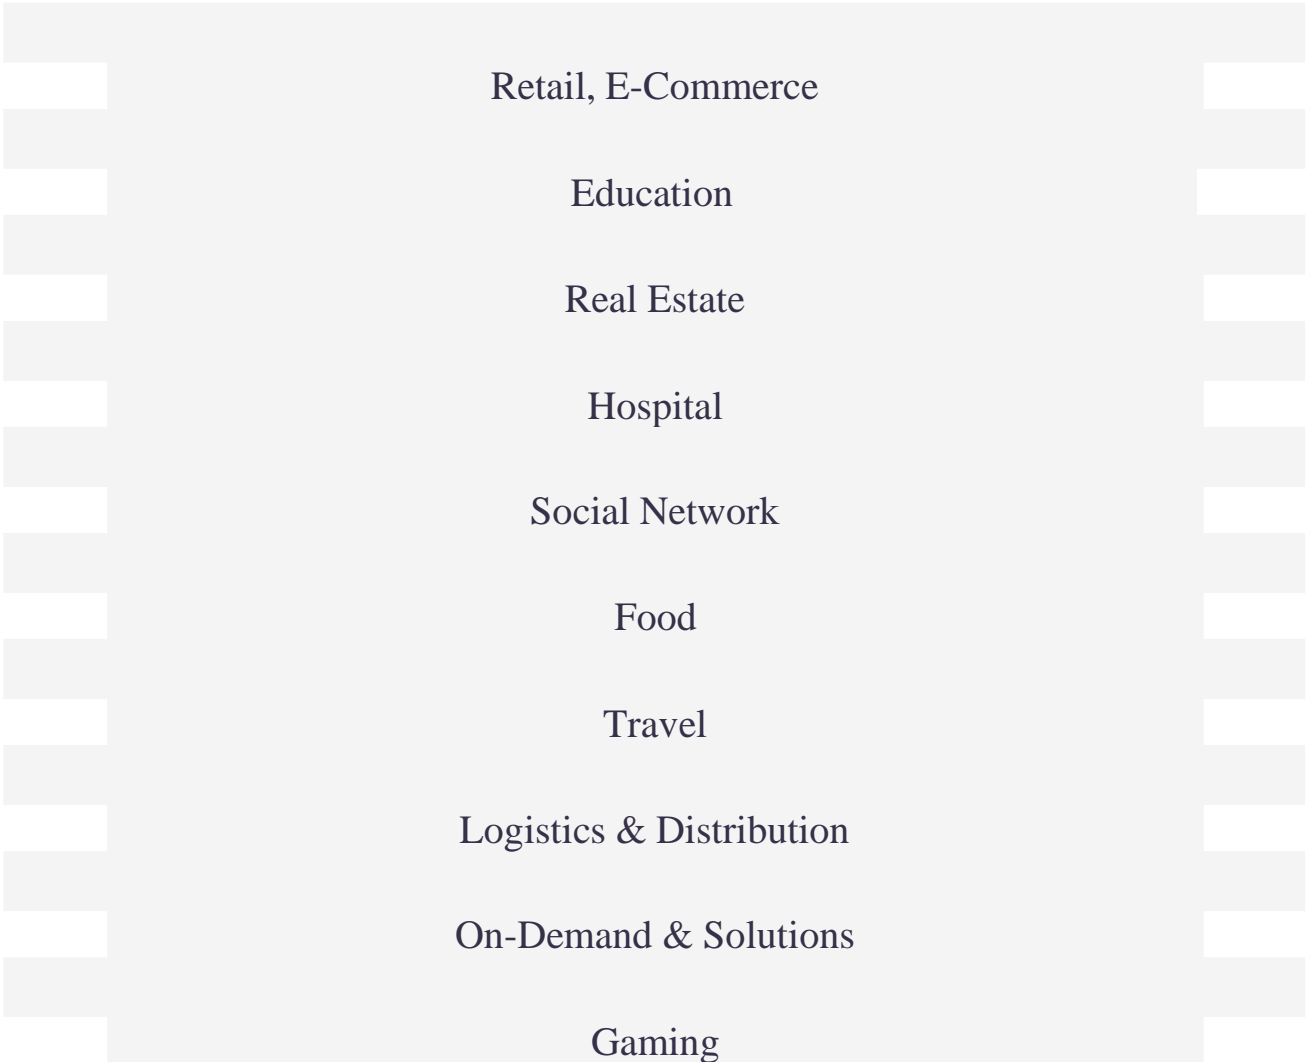 Retail, E-Commerce
Education
Real Estate
Hospital
Social Network
Food
Travel
Logistics & Distribution
On-Demand & Solutions
Gaming